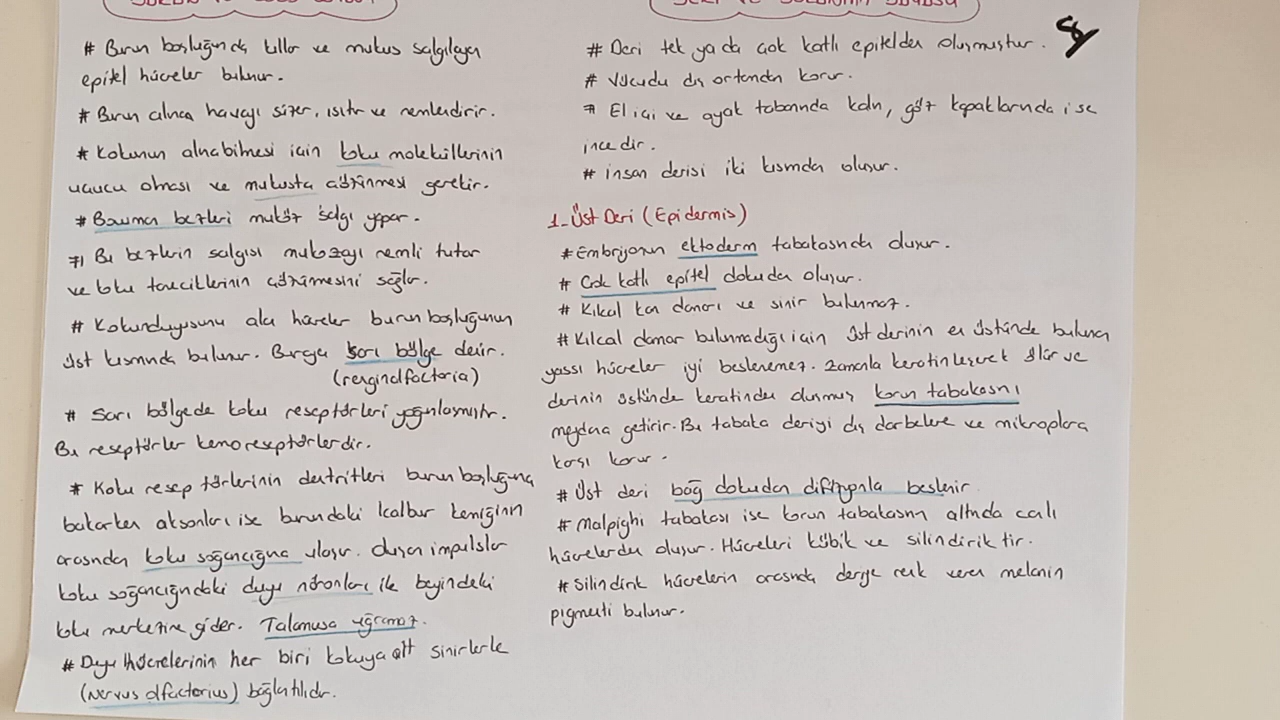 # Burun boşluğunda kıllar ve mukus salgılayan
epitel hücreler bulunur.
* Burun alınan havayı süzer, ısıtır ve nemlendirir.
* Kokunun alınabilmesi için koku moleküllerinin
uçucu olması ve mukusta çözünmesi gerekir.
* Bowman bezleri mukoz salgı yapar.
# Bu bezlerin salgısı mukozayı nemli tutar
ve koku taneciklerinin çözünmesini sağlar.
# Koku duyusunu alan hücreler burun boşluğunun
üst kısmında bulunur. Buraya sarı bölge denir.
(reginalfactoria)
# Sarı bölgede koku reseptörleri yoğunlaşmıştır.
Bu reseptörler kemoreseptörlerdir.
* Koku reseptörlerinin dentritleri burun boşluğuna
bakarken aksonları ise burundaki kalbur kemiğinin
arasından koku soğancığına ulaşır. Oluşan impulslar
koku soğancığındaki duyu nöronları ile beyindeki
koku merkezine gider. Talamusa uğramaz.
# Duyu hücrelerinin her biri kokuya ait sinirlerle
(nervus olfactorius) bağlantılıdır.
# Deri tek ya da çok katlı epitelden oluşmuştur.
# Vücudu dış ortamdan korur.
# El içi ve ayak tabanında kalın, göz kapaklarında ise
incedir.
# insan derisi iki kısımdan oluşur.
1-Üst Deri (Epidermis)
* Embriyonun ektoderm tabakasından oluşur.
# Çok katlı epitel dokudan oluşur.
# Kılcal kan damarı ve sinir bulunmaz.
# Kılcal damar bulunmadığı için üst derinin en üstünde bulunan
yassı hücreler iyi beslenemez. Zamanla keratinleşerek ölür ve
derinin üstünde keratinden oluşmuş korun tabakasını
meydana getirir. Bu tabaka deriyi dış darbelere ve mikroplara
karşı korur.
# Üst deri bağ dokudan difüzyonla beslenir
# Malpighi tabakası ise korun tabakasının altında canlı
hücrelerden oluşur. Hücreleri kübik ve silindiriktir.
# Silindirik hücrelerin arasında deriye renk veren melanin
pigmenti bulunur.